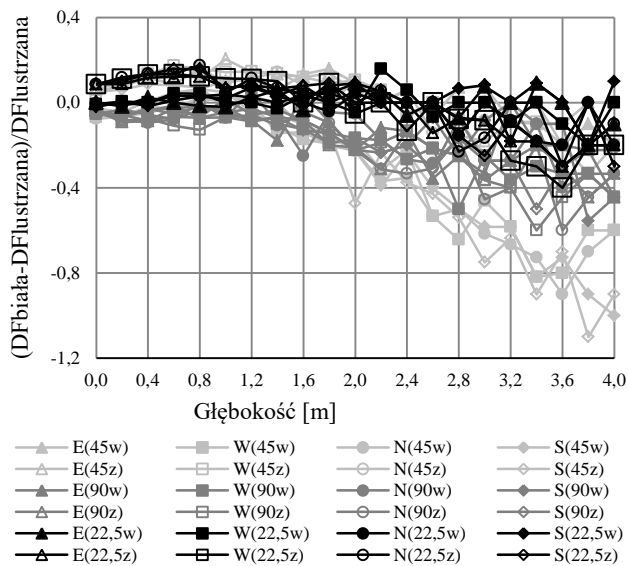 (DFbiała-DFlustrzana)/DFlustrzana
0,4
0,0
-0,4
-0,8
-1,2
0,0 0,4 0,8 1,2 1,6 2,0 2,4 2,8 3,2 3,6 4,0
Głębokość [m]
E(45w) W(45w) N(45w) S(45w)
E(45z) W(45z) N(45z) S(45z)
E(90w) W(90w) N(90w) S(90w)
E(90z) W(90z) N(90z) S(90z)
E(22,5w) W(22,5w) N(22,5w) S(22,5w)
E(22,5z) W(22,5z) N(22,5z) S(22,5z)